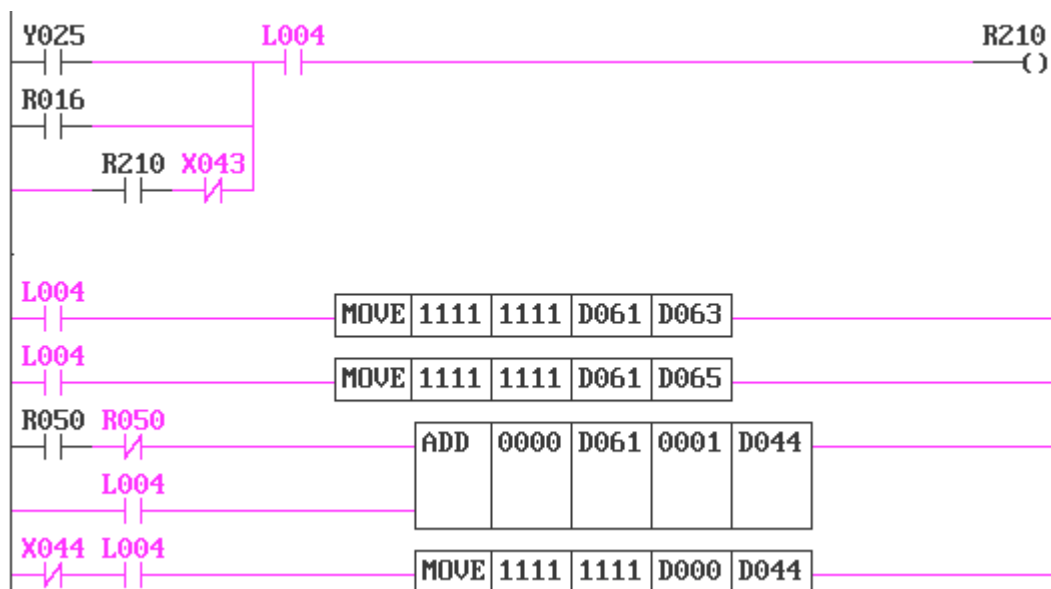 Y025 L004 R210
R016
R210 X043
L004
MOVE 1111 1111 D061 D063
L004
MOVE 1111 1111 D061 D065
R050 R050
ADD 0000 D061 0001 D044
L004
X044 L004
MOVE 1111 1111 D000 D044